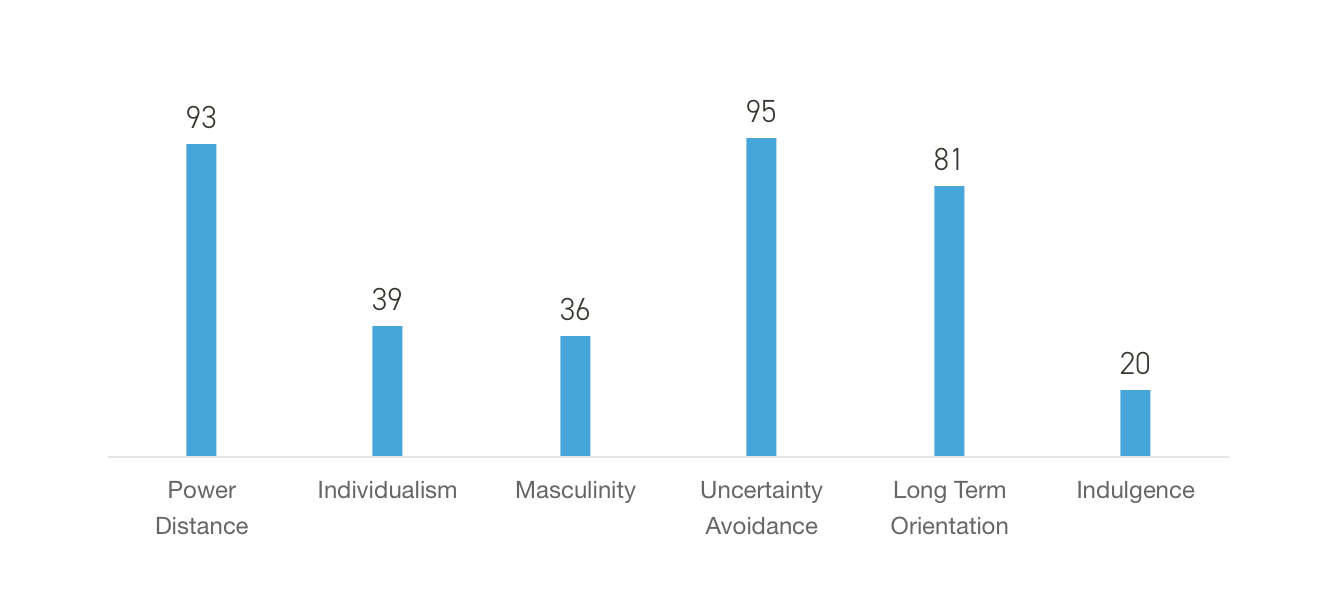 93
39
36
95
81
20
Power
Distance
Individualism
Masculinity
Uncertainty
Avoidance
Long Term
Orientation
Indulgence